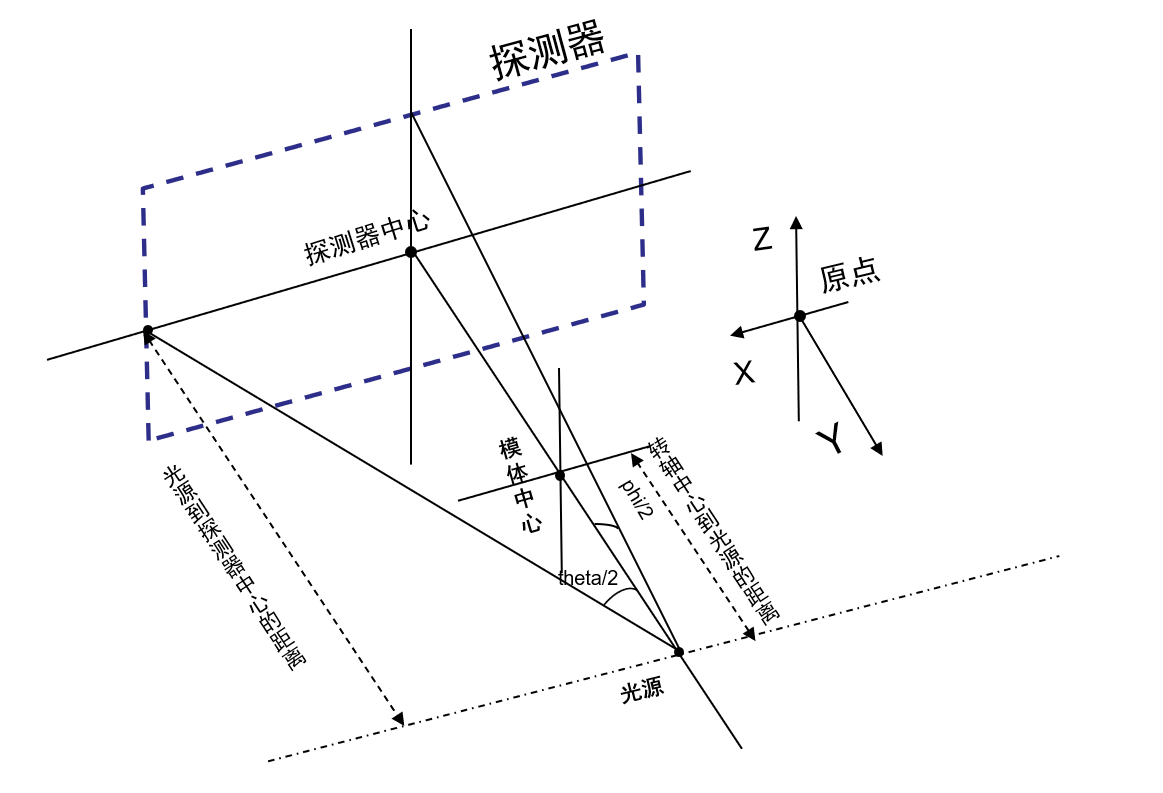 探测器
探测器中心
Z
原点
X
Y
模体中心
phi/2
转轴中心到光源的距离
theta/2
光源到探测器中心的距离
光源